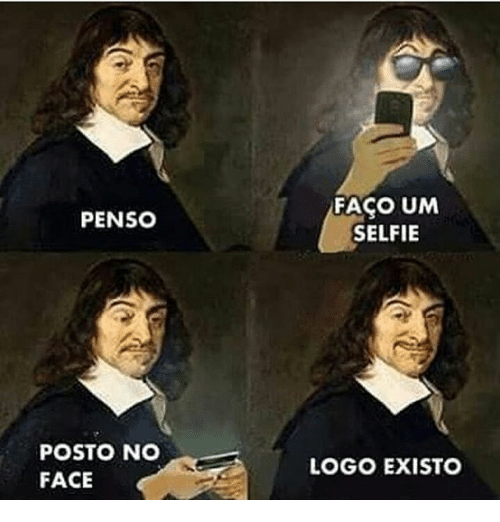 PENSO
FAÇO UM
SELFIE
POSTO NO
FACE
LOGO EXISTO